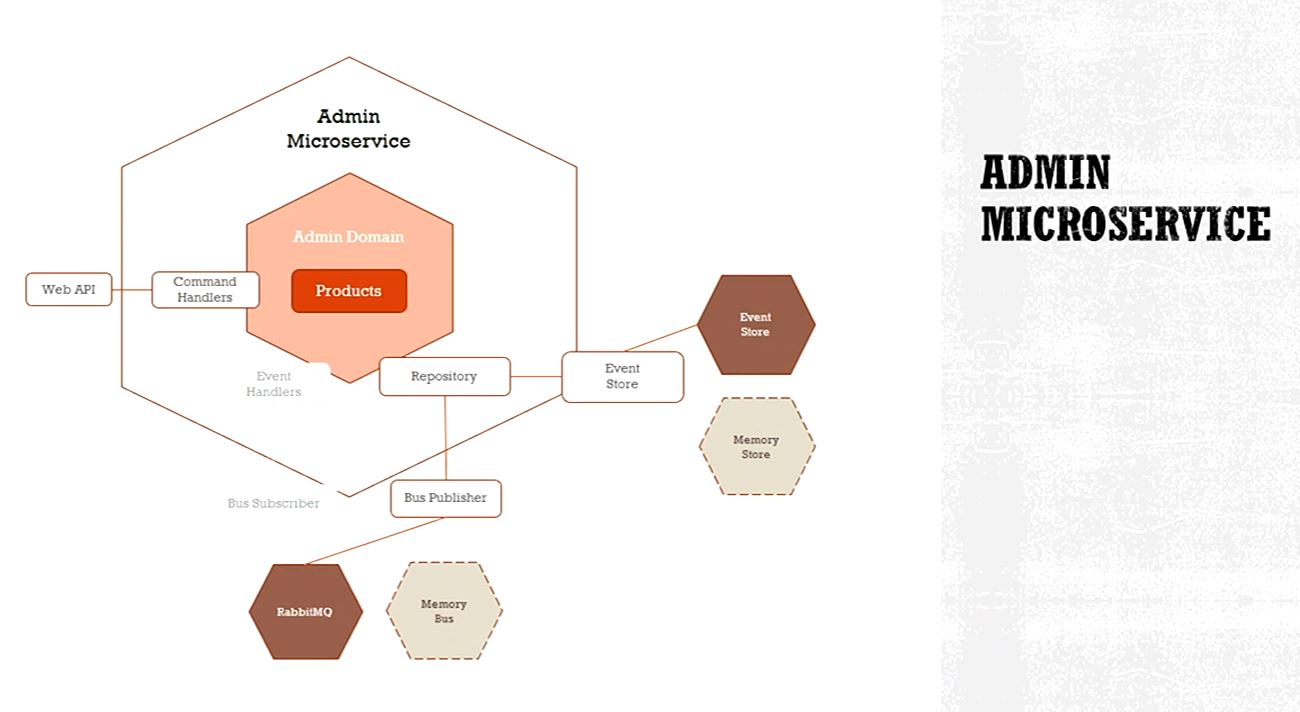 Admin
Microservice
Admin Domain
Products
Web API
Command
Handlers
Event
Handlers
Repository
Event
Store
Event
Store
Memory
Store
Bus Subscriber
Bus Publisher
RabbitMQ
Memory
Bus
ADMIN
MICROSERVICE